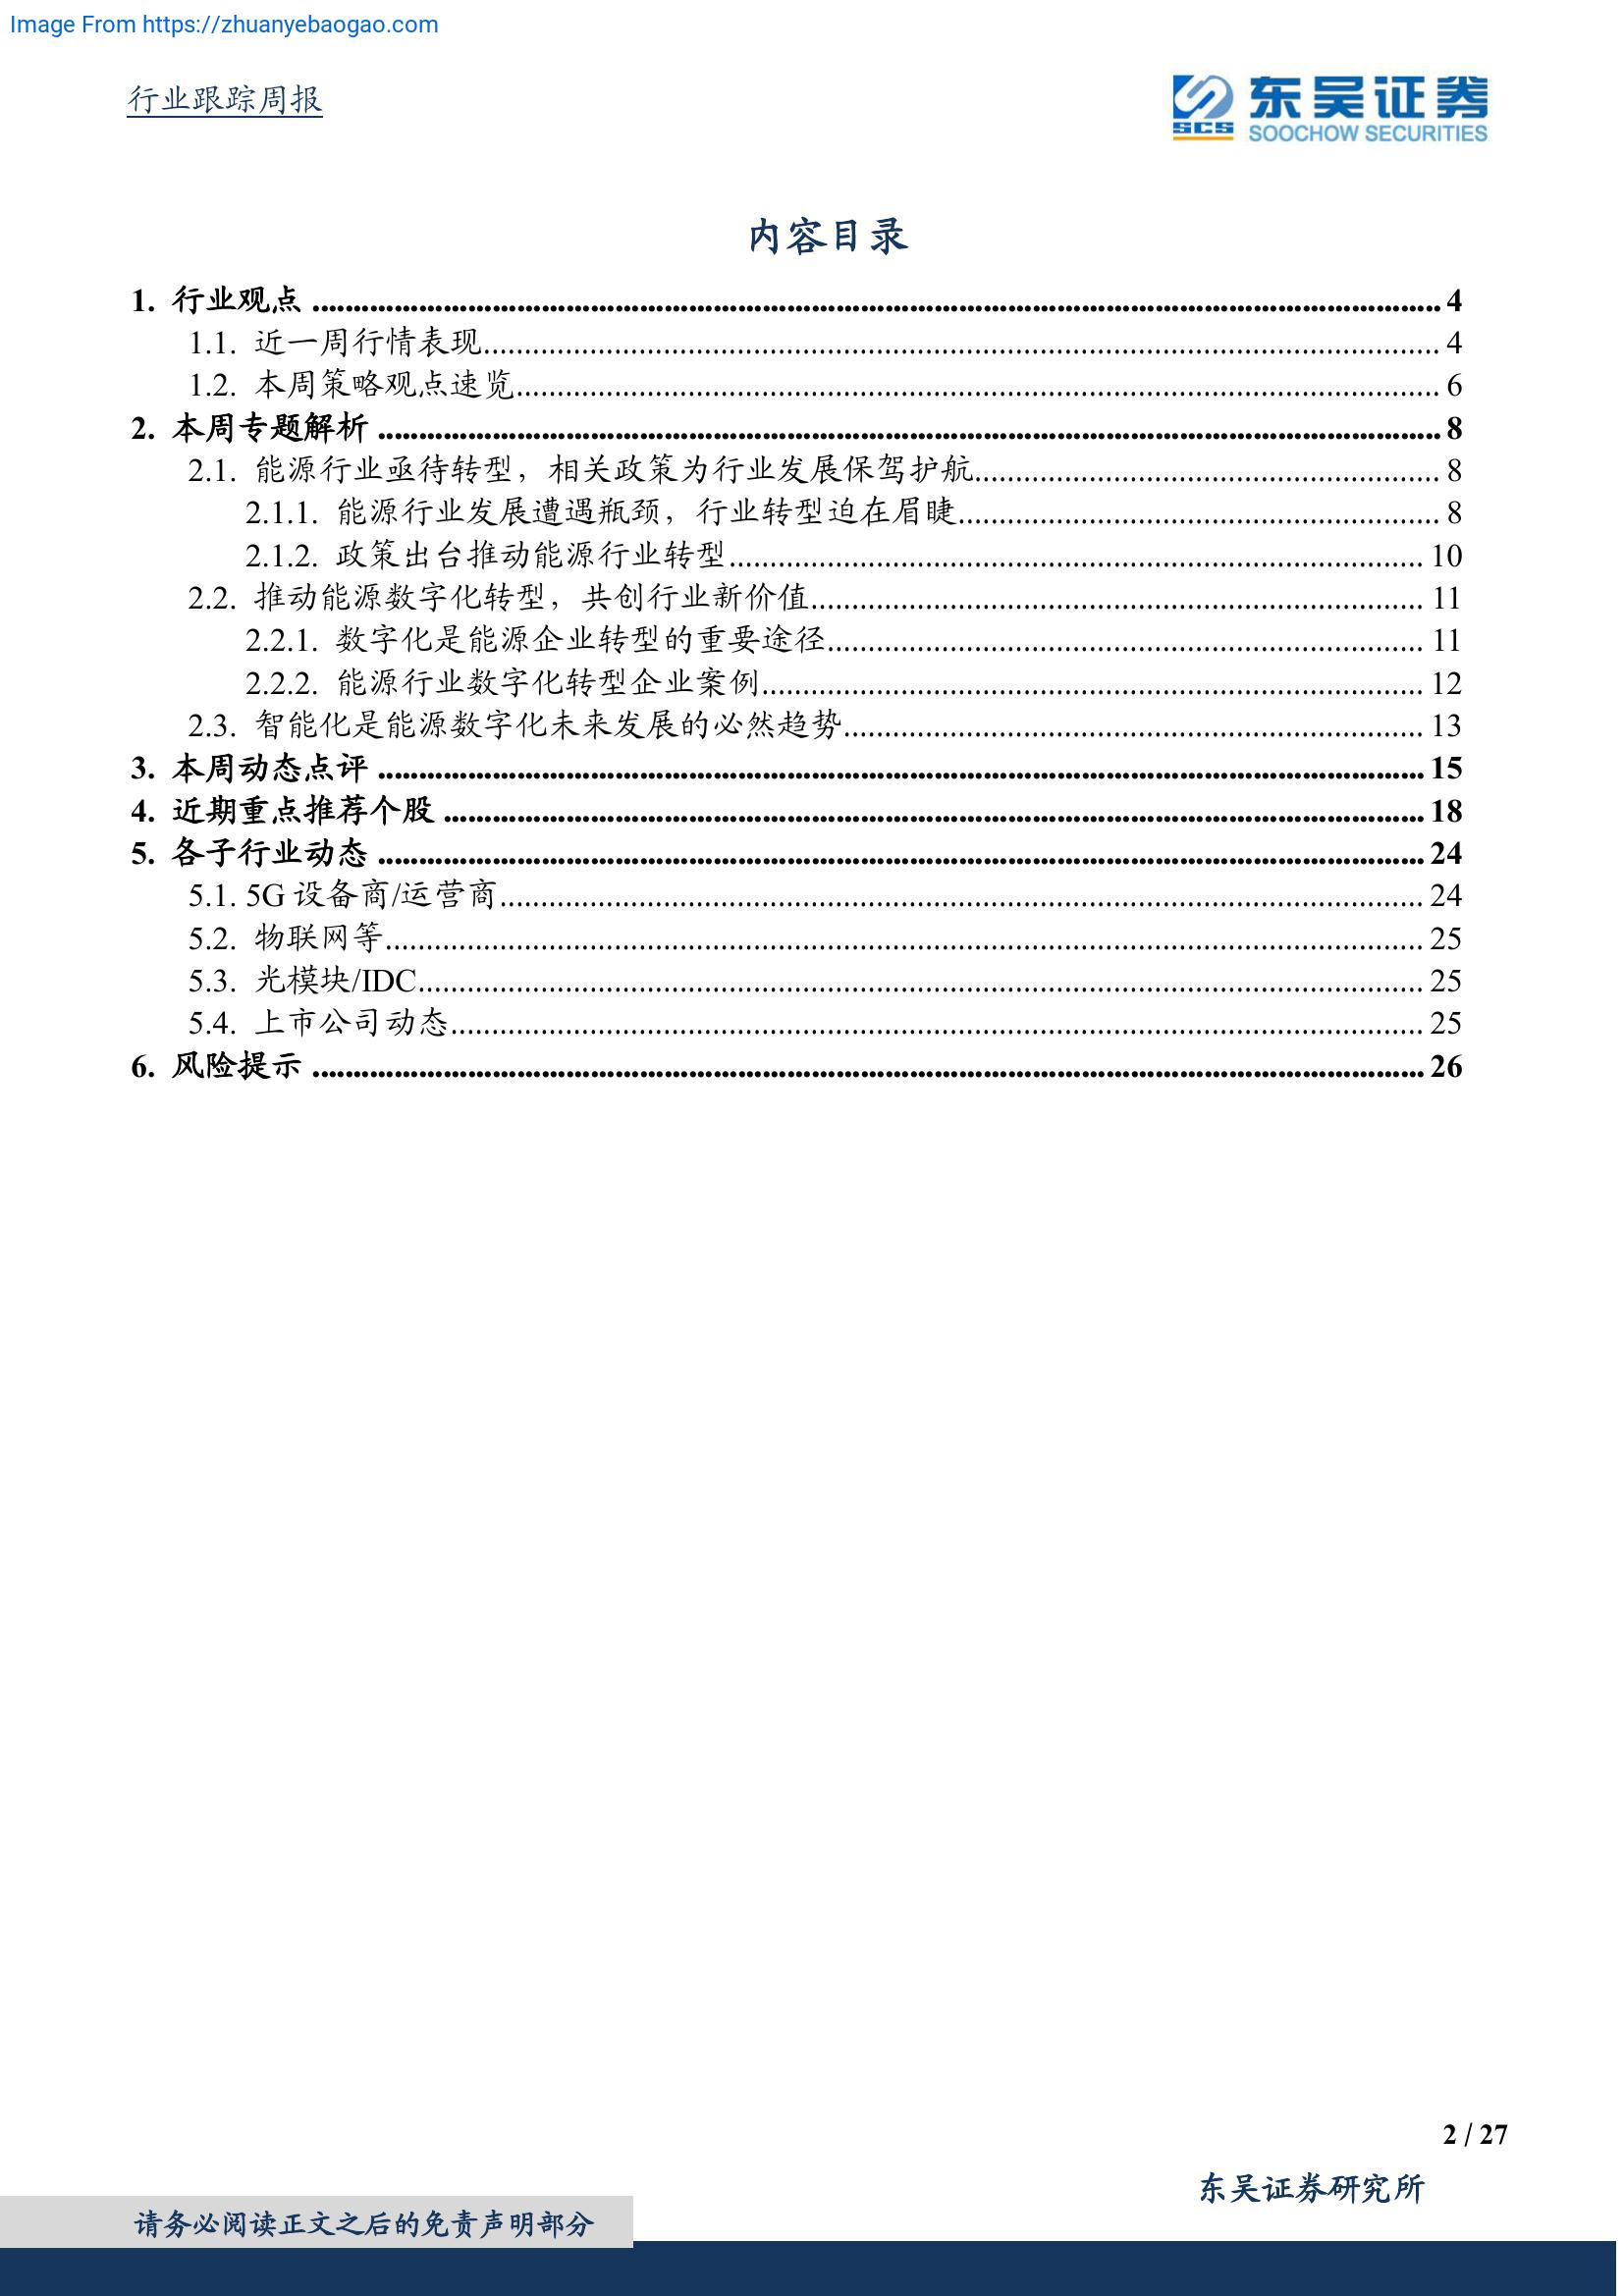 Image From https://zhuanyebaogao.com
行业跟踪周报
东吴证券
SCS
SOOCHOW SECURITIES
内容目录
1. 行业观点 ........ 4
1.1. 近一周行情表现 ........ 4
1.2. 本周策略观点速览 ........ 6
2. 本周专题解析 ........ 8
2.1. 能源行业亟待转型，相关政策为行业发展保驾护航 ........ 8
2.1.1. 能源行业发展遭遇瓶颈，行业转型迫在眉睫 ........ 8
2.1.2. 政策出台推动能源行业转型 ........ 10
2.2. 推动能源数字化转型，共创行业新价值 ........ 11
2.2.1. 数字化是能源企业转型的重要途径 ........ 11
2.2.2. 能源行业数字化转型企业案例 ........ 12
2.3. 智能化是能源数字化未来发展的必然趋势 ........ 13
3. 本周动态点评 ........ 15
4. 近期重点推荐个股 ........ 18
5. 各子行业动态 ........ 24
5.1. 5G 设备商/运营商 ........ 24
5.2. 物联网等 ........ 25
5.3. 光模块/IDC ........ 25
5.4. 上市公司动态 ........ 25
6. 风险提示 ........ 26
2 / 27
东吴证券研究所
请务必阅读正文之后的免责声明部分